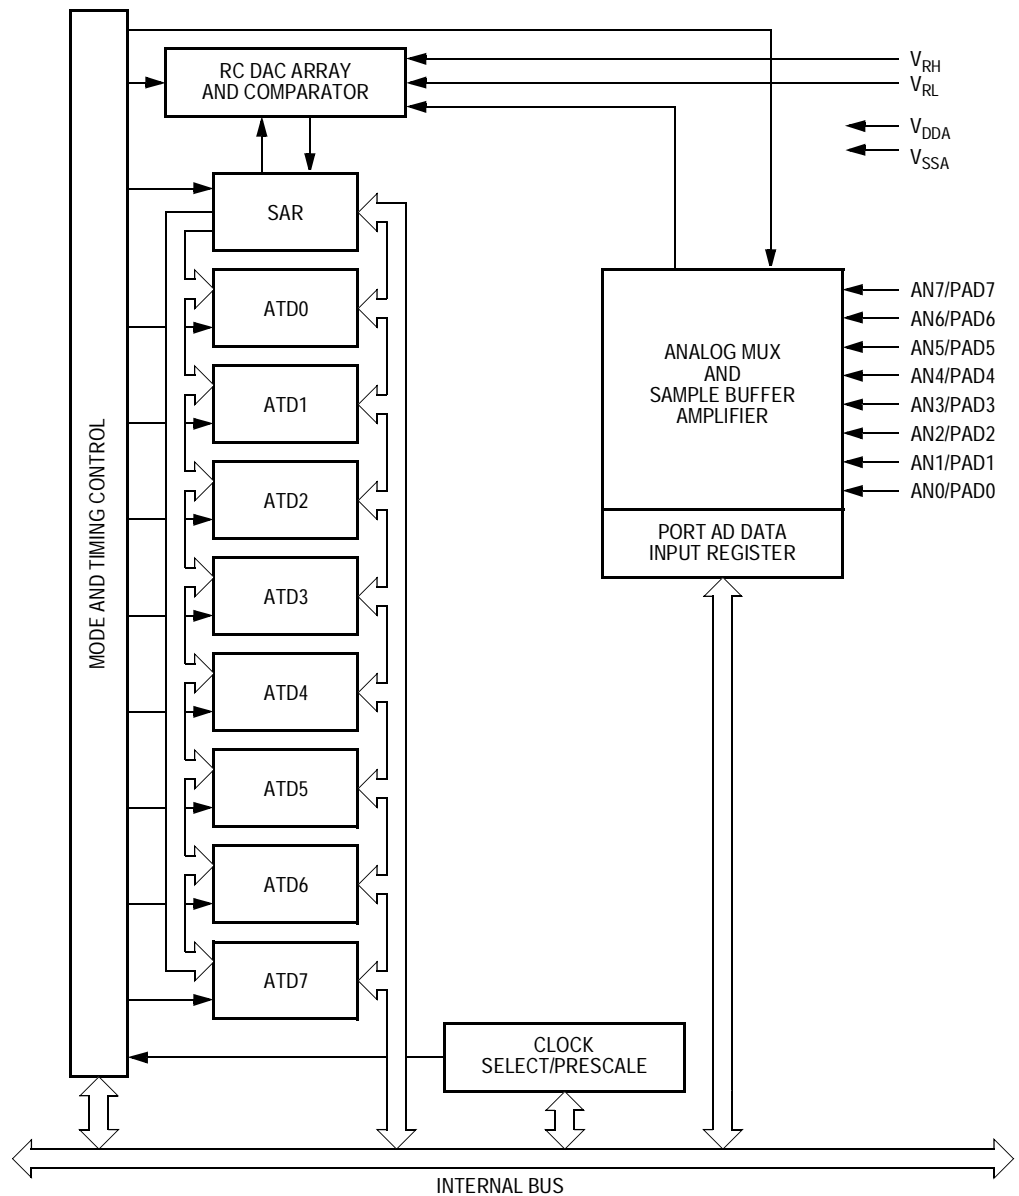 RC DAC ARRAY
AND COMPARATOR
V_RH
V_RL
V_DDA
V_SSA
SAR
ATD0
ATD1
ATD2
ATD3
ATD4
ATD5
ATD6
ATD7
MODE AND TIMING CONTROL
ANALOG MUX
AND
SAMPLE BUFFER
AMPLIFIER
PORT AD DATA
INPUT REGISTER
AN7/PAD7
AN6/PAD6
AN5/PAD5
AN4/PAD4
AN3/PAD3
AN2/PAD2
AN1/PAD1
AN0/PAD0
CLOCK
SELECT/PRESCALE
INTERNAL BUS